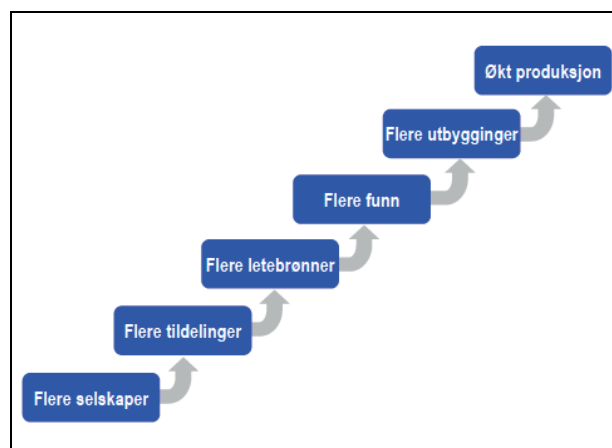 Økt produksjon
Flere utbygginger
Flere funn
Flere letebrønner
Flere tildelinger
Flere selskaper